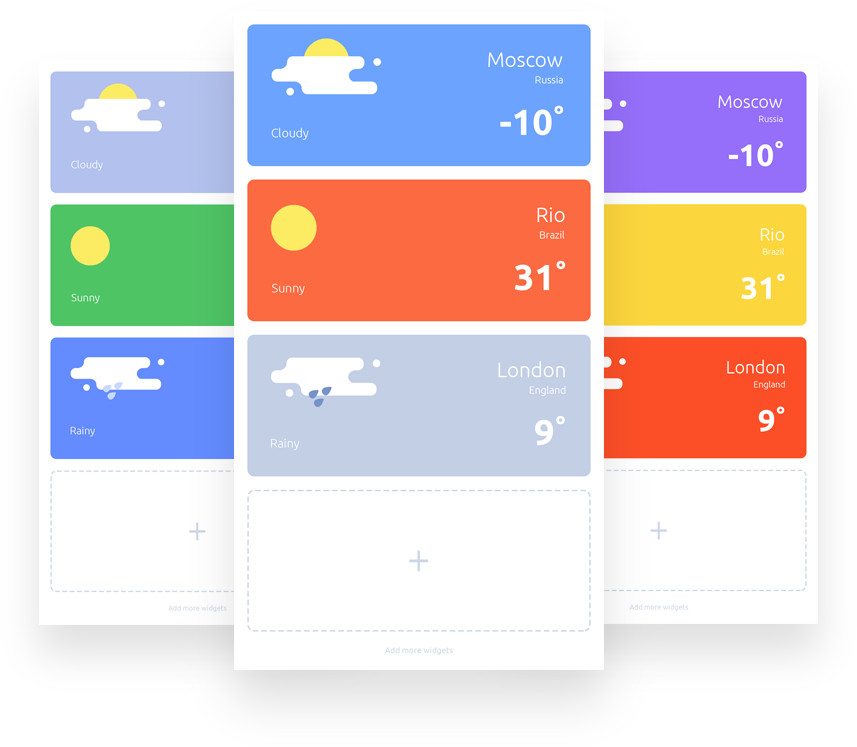 Cloudy
Sunny
Rainy
Add more widgets
Moscow
Russia
-10°
Cloudy
Rio
Brazil
31°
Sunny
London
England
9°
Rainy
Add more widgets
Moscow
Russia
-10°
Rio
Brazil
31°
London
England
9°
Add more widgets